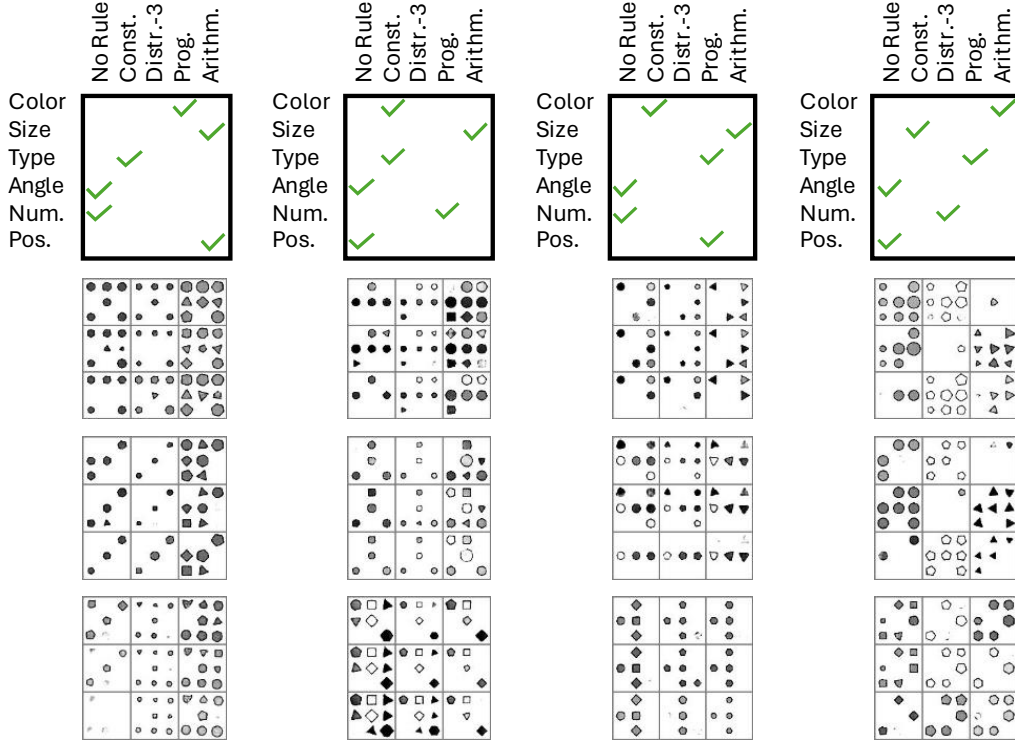 No Rule
Const.
Distr.-3
Prog.
Arithm.
Color
Size
Type
Angle
Num.
Pos.
No Rule
Const.
Distr.-3
Prog.
Arithm.
Color
Size
Type
Angle
Num.
Pos.
No Rule
Const.
Distr.-3
Prog.
Arithm.
Color
Size
Type
Angle
Num.
Pos.
No Rule
Const.
Distr.-3
Prog.
Arithm.
Color
Size
Type
Angle
Num.
Pos.